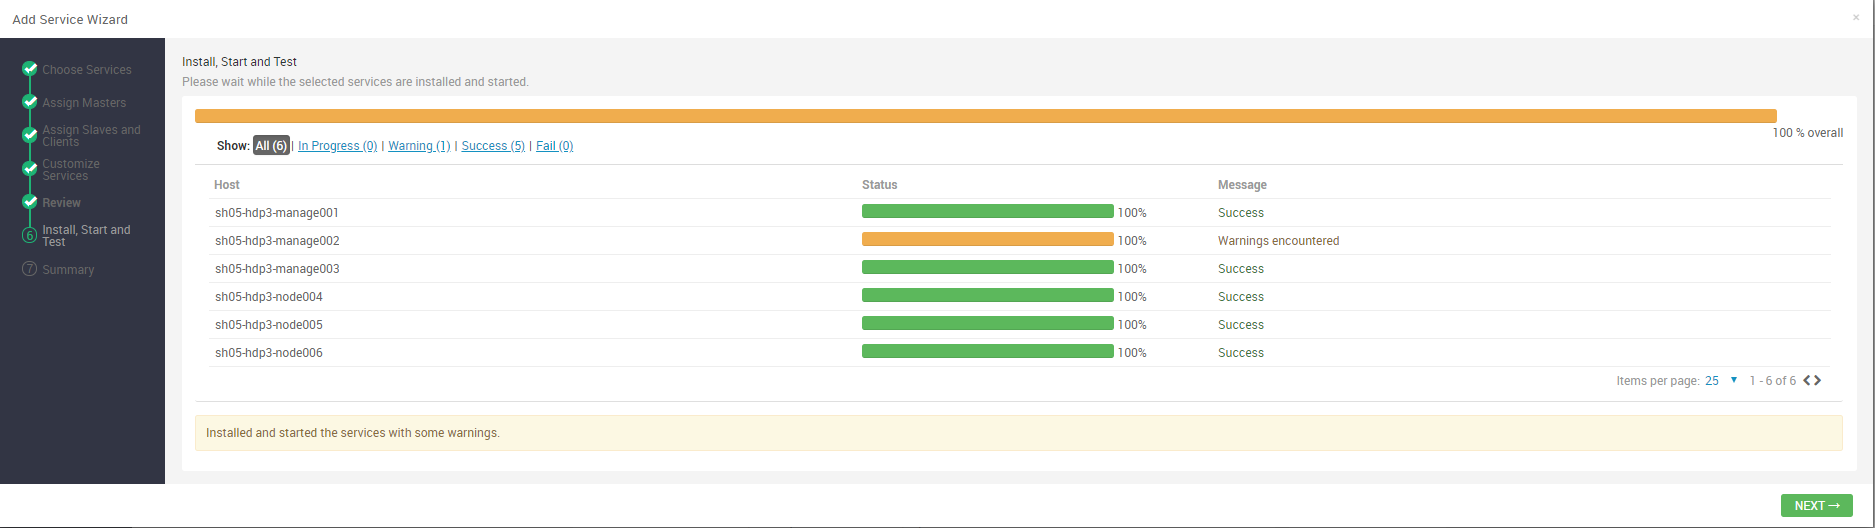 Add Service Wizard
×
Choose Services
Assign Masters
Assign Slaves and
Clients
Customize
Services
Review
6 Install, Start and
Test
7 Summary
Install, Start and Test
Please wait while the selected services are installed and started.
100 % overall
Show: All (6) | In Progress (0) | Warning (1) | Success (5) | Fail (0)
Host Status Message
sh05-hdp3-manage001 100% Success
sh05-hdp3-manage002 100% Warnings encountered
sh05-hdp3-manage003 100% Success
sh05-hdp3-node004 100% Success
sh05-hdp3-node005 100% Success
sh05-hdp3-node006 100% Success
Items per page: 25 1 - 6 of 6
Installed and started the services with some warnings.
NEXT →